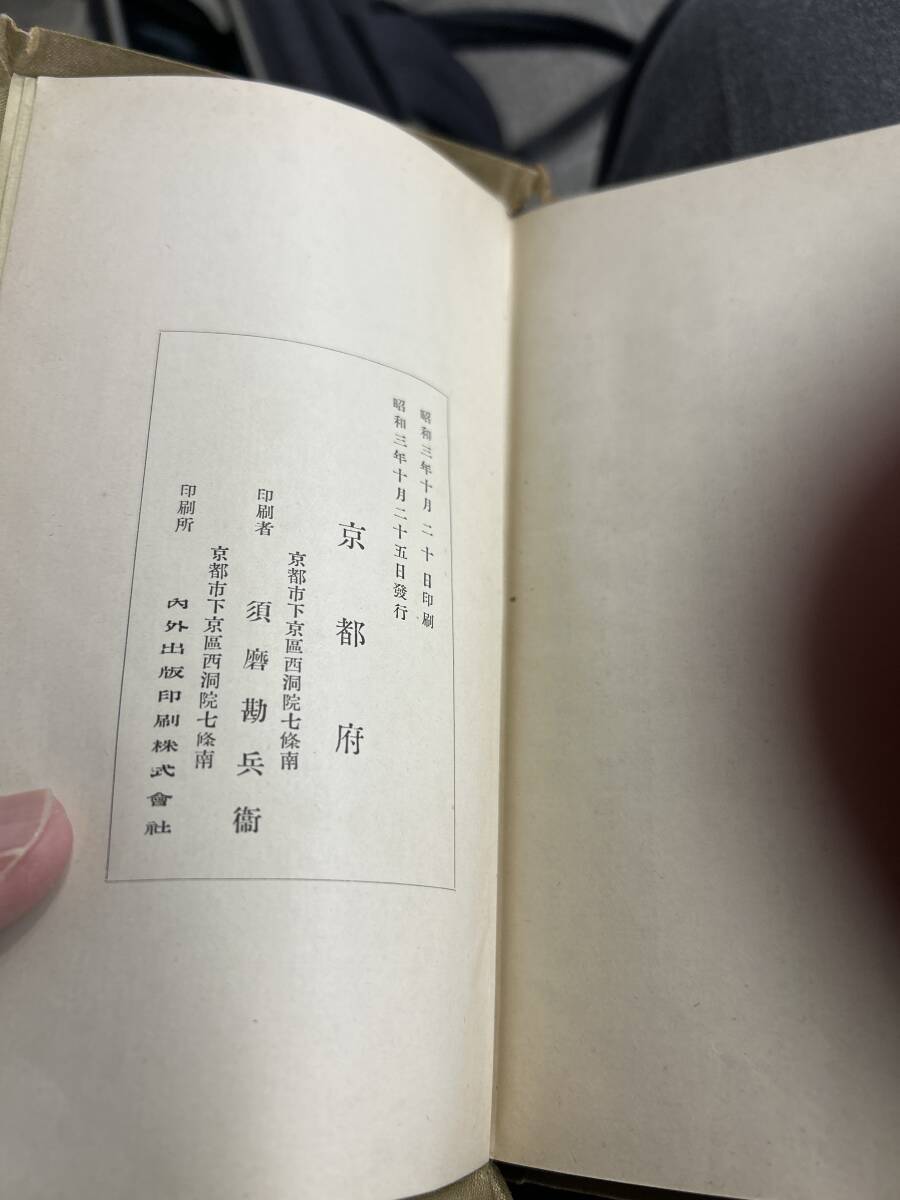 昭和三年十月二十日印刷
昭和三年十月二十五日發行
京都府
京都市下京區西洞院七條南
印刷者 須磨勘兵衞
京都市下京區西洞院七條南
印刷所 內外出版印刷株式會社